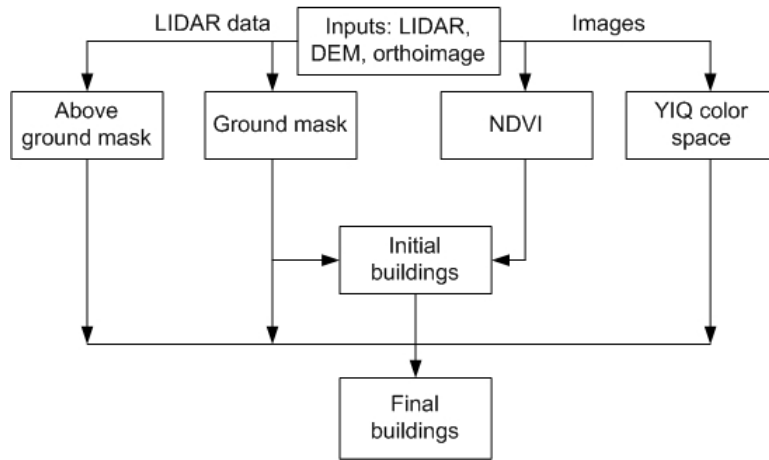 LIDAR data
Inputs: LIDAR,
DEM, orthoimage
Images
Above
ground mask
Ground mask
NDVI
YIQ color
space
Initial
buildings
Final
buildings